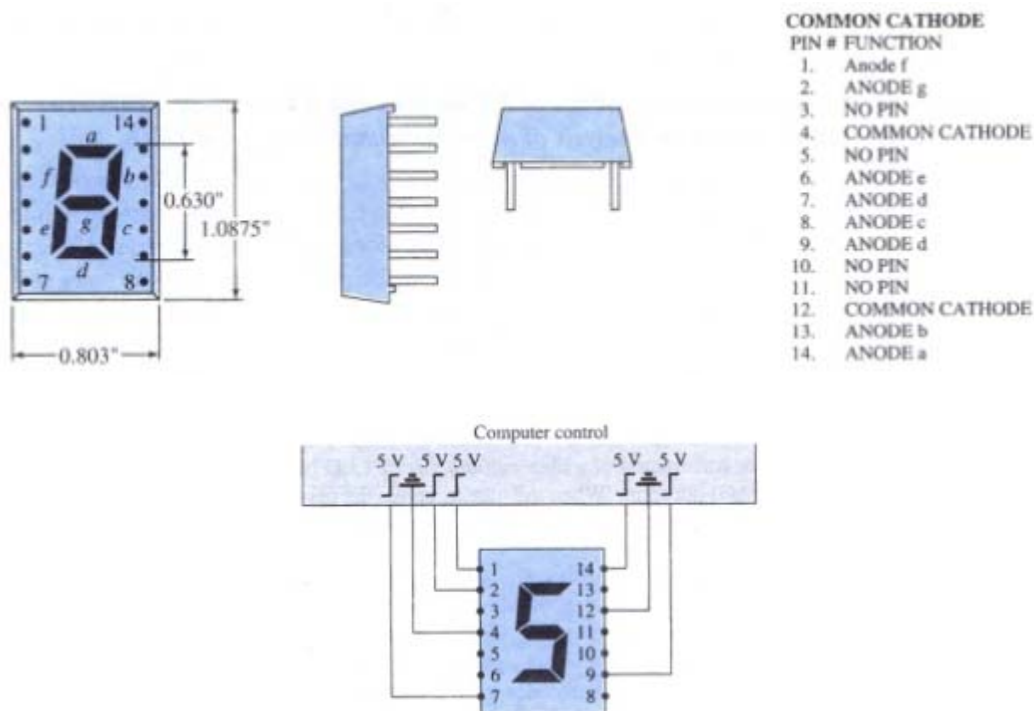 COMMON CATHODE
PIN # FUNCTION
1. Anode f
2. ANODE g
3. NO PIN
4. COMMON CATHODE
5. NO PIN
6. ANODE e
7. ANODE d
8. ANODE c
9. ANODE d
10. NO PIN
11. NO PIN
12. COMMON CATHODE
13. ANODE b
14. ANODE a
1 14
a
f b
0.630"
e g c
1.0875"
d
7 8
0.803"
Computer control
5 V 5 V 5 V 5 V 5 V
1 14
2 13
3 12
4 11
5 10
6 9
7 8